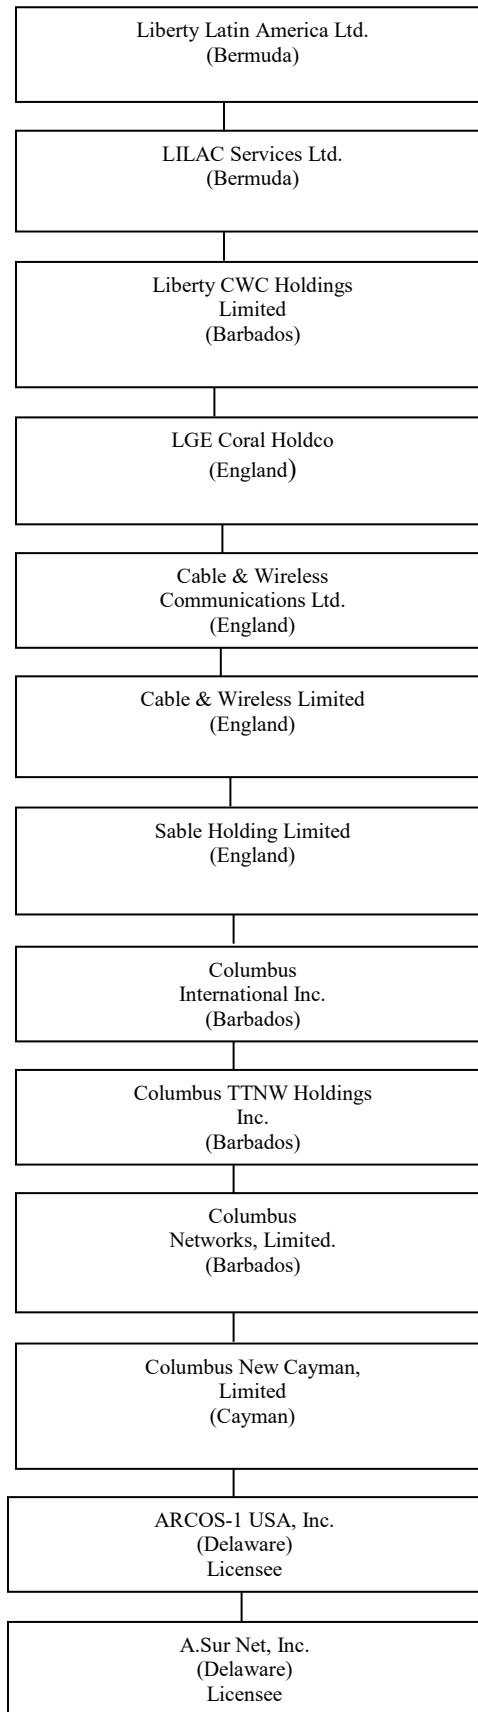 Liberty Latin America Ltd.
(Bermuda)
LILAC Services Ltd.
(Bermuda)
Liberty CWC Holdings
Limited
(Barbados)
LGE Coral Holdco
(England)
Cable & Wireless
Communications Ltd.
(England)
Cable & Wireless Limited
(England)
Sable Holding Limited
(England)
Columbus
International Inc.
(Barbados)
Columbus TTNW Holdings
Inc.
(Barbados)
Columbus
Networks, Limited.
(Barbados)
Columbus New Cayman,
Limited
(Cayman)
ARCOS-1 USA, Inc.
(Delaware)
Licensee
A.Sur Net, Inc.
(Delaware)
Licensee